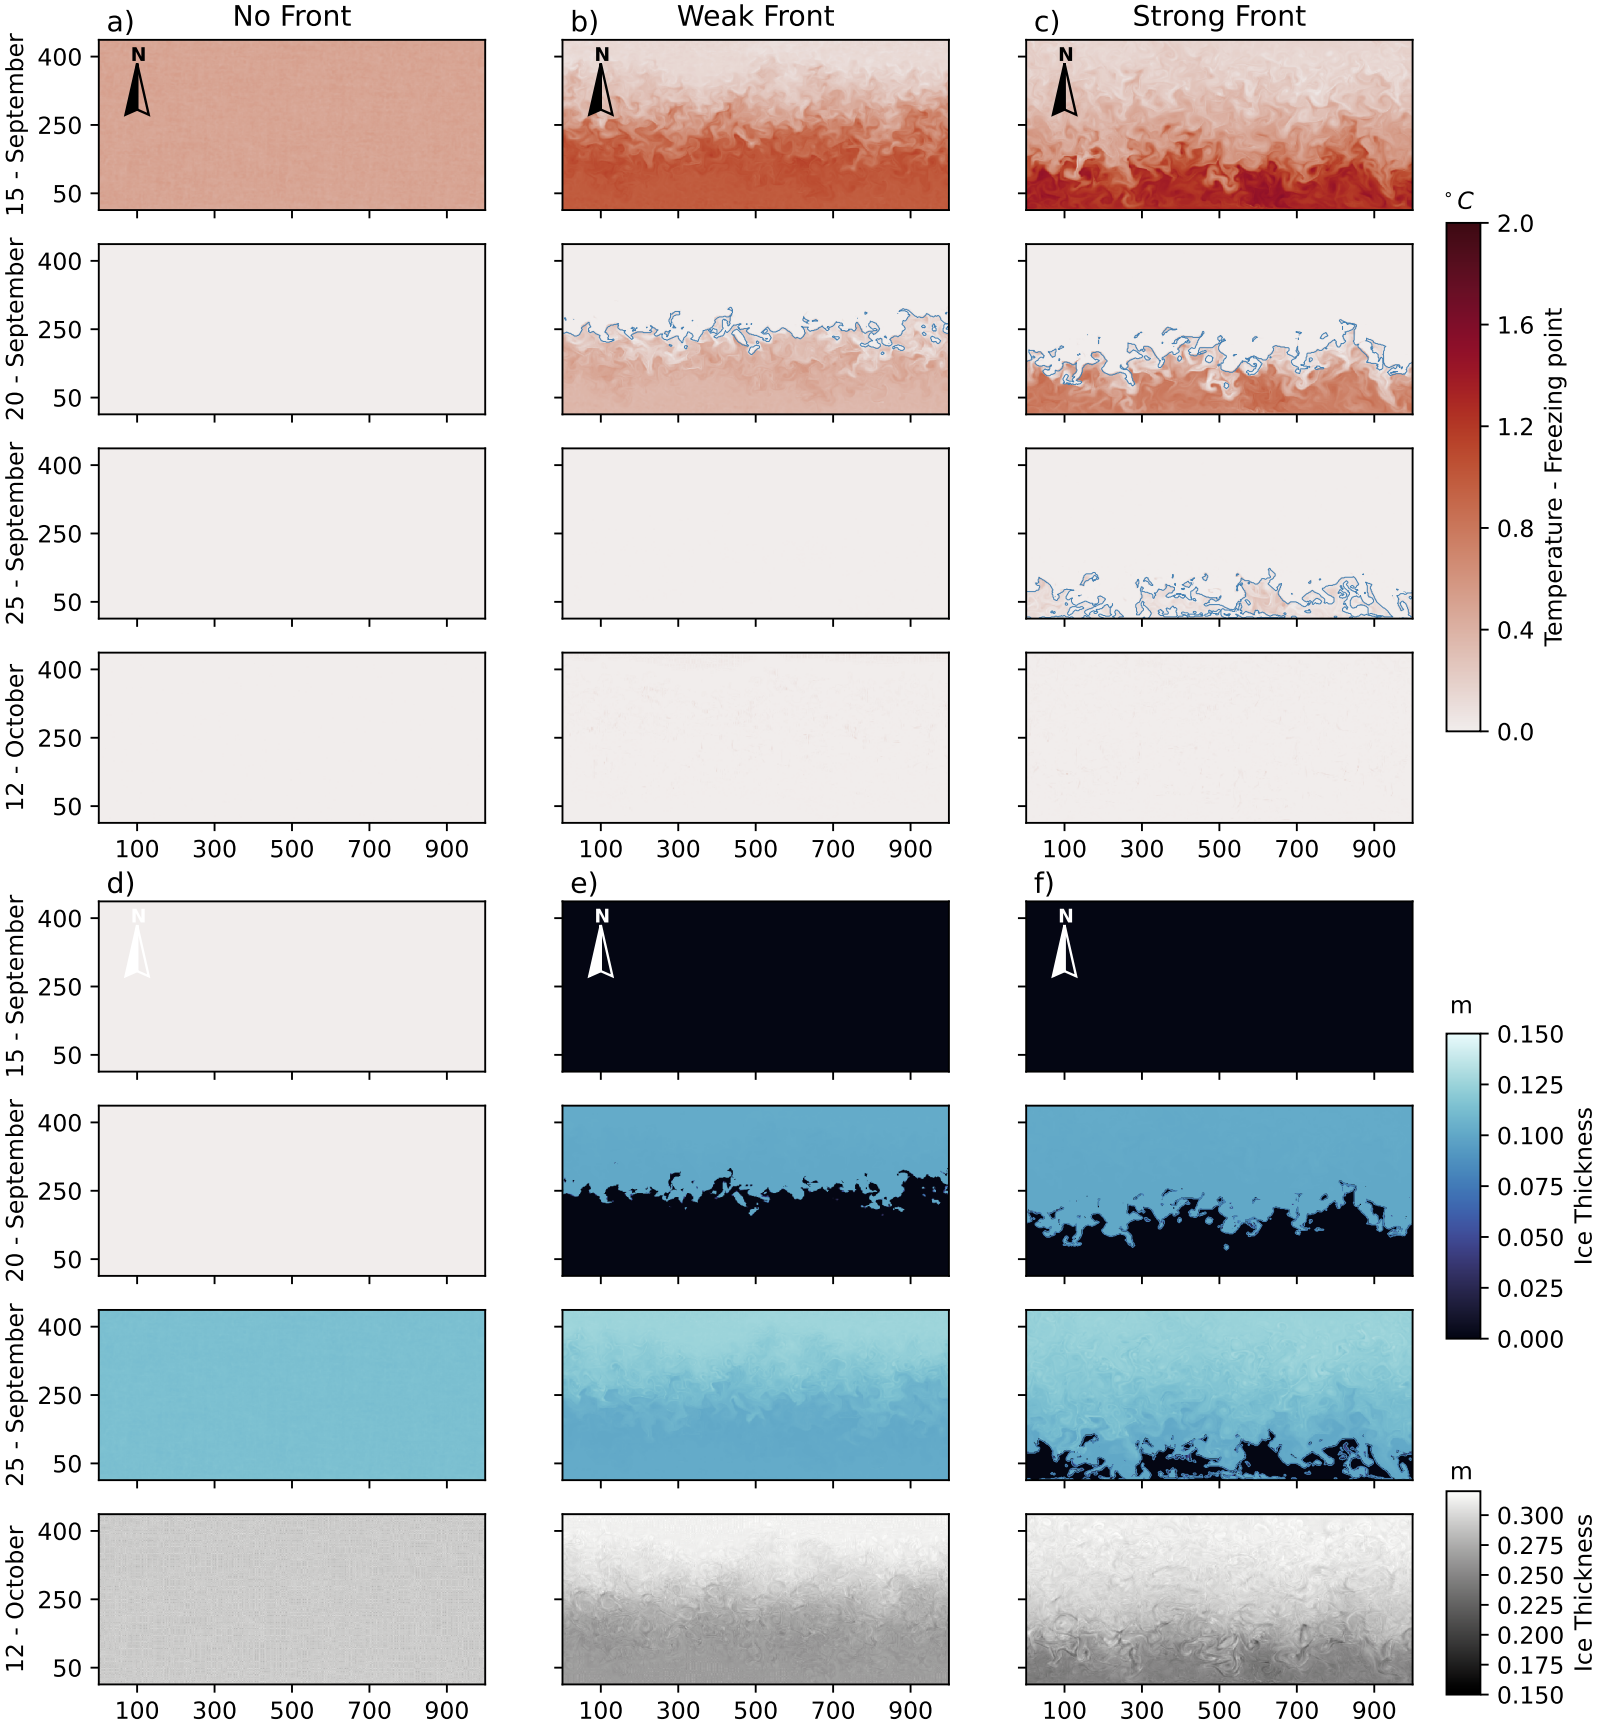 a) No Front b) Weak Front c) Strong Front
15 - September
400
250
50
N
N
N
20 - September
400
250
50
25 - September
400
250
50
12 - October
400
250
50
100 300 500 700 900
100 300 500 700 900
100 300 500 700 900
°C
2.0
1.6
1.2
0.8
0.4
0.0
Temperature - Freezing point
d) e) f)
15 - September
400
250
50
N
N
N
20 - September
400
250
50
25 - September
400
250
50
12 - October
400
250
50
100 300 500 700 900
100 300 500 700 900
100 300 500 700 900
m
0.150
0.125
0.100
0.075
0.050
0.025
0.000
Ice Thickness
m
0.300
0.275
0.250
0.225
0.200
0.175
0.150
Ice Thickness